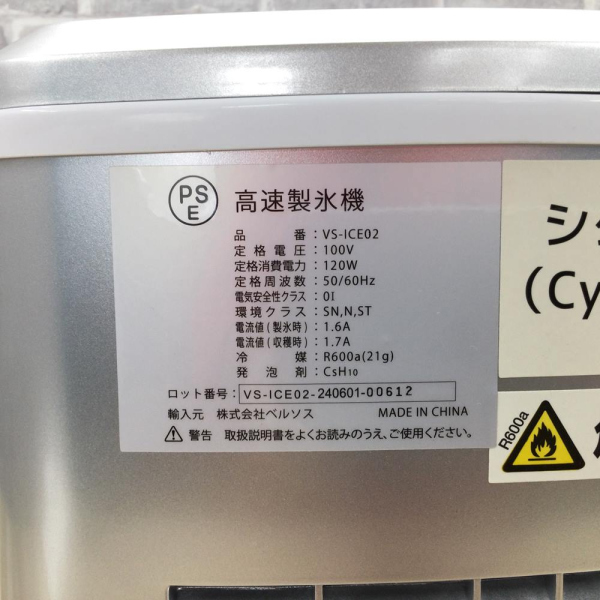 PS
E
高速製氷機
品番：VS-ICE02
定格電圧：100V
定格消費電力：120W
定格周波数：50/60Hz
電気安全性クラス：0I
環境クラス：SN,N,ST
電流値（製氷時）：1.6A
電流値（収穫時）：1.7A
冷媒：R600a(21g)
発泡剤：CsH10
ロット番号：VS-ICE02-240601-00612
輸入元 株式会社ベルソス MADE IN CHINA
警告 取扱説明書をよくお読みのうえ、ご使用ください。
（Cy
R600a